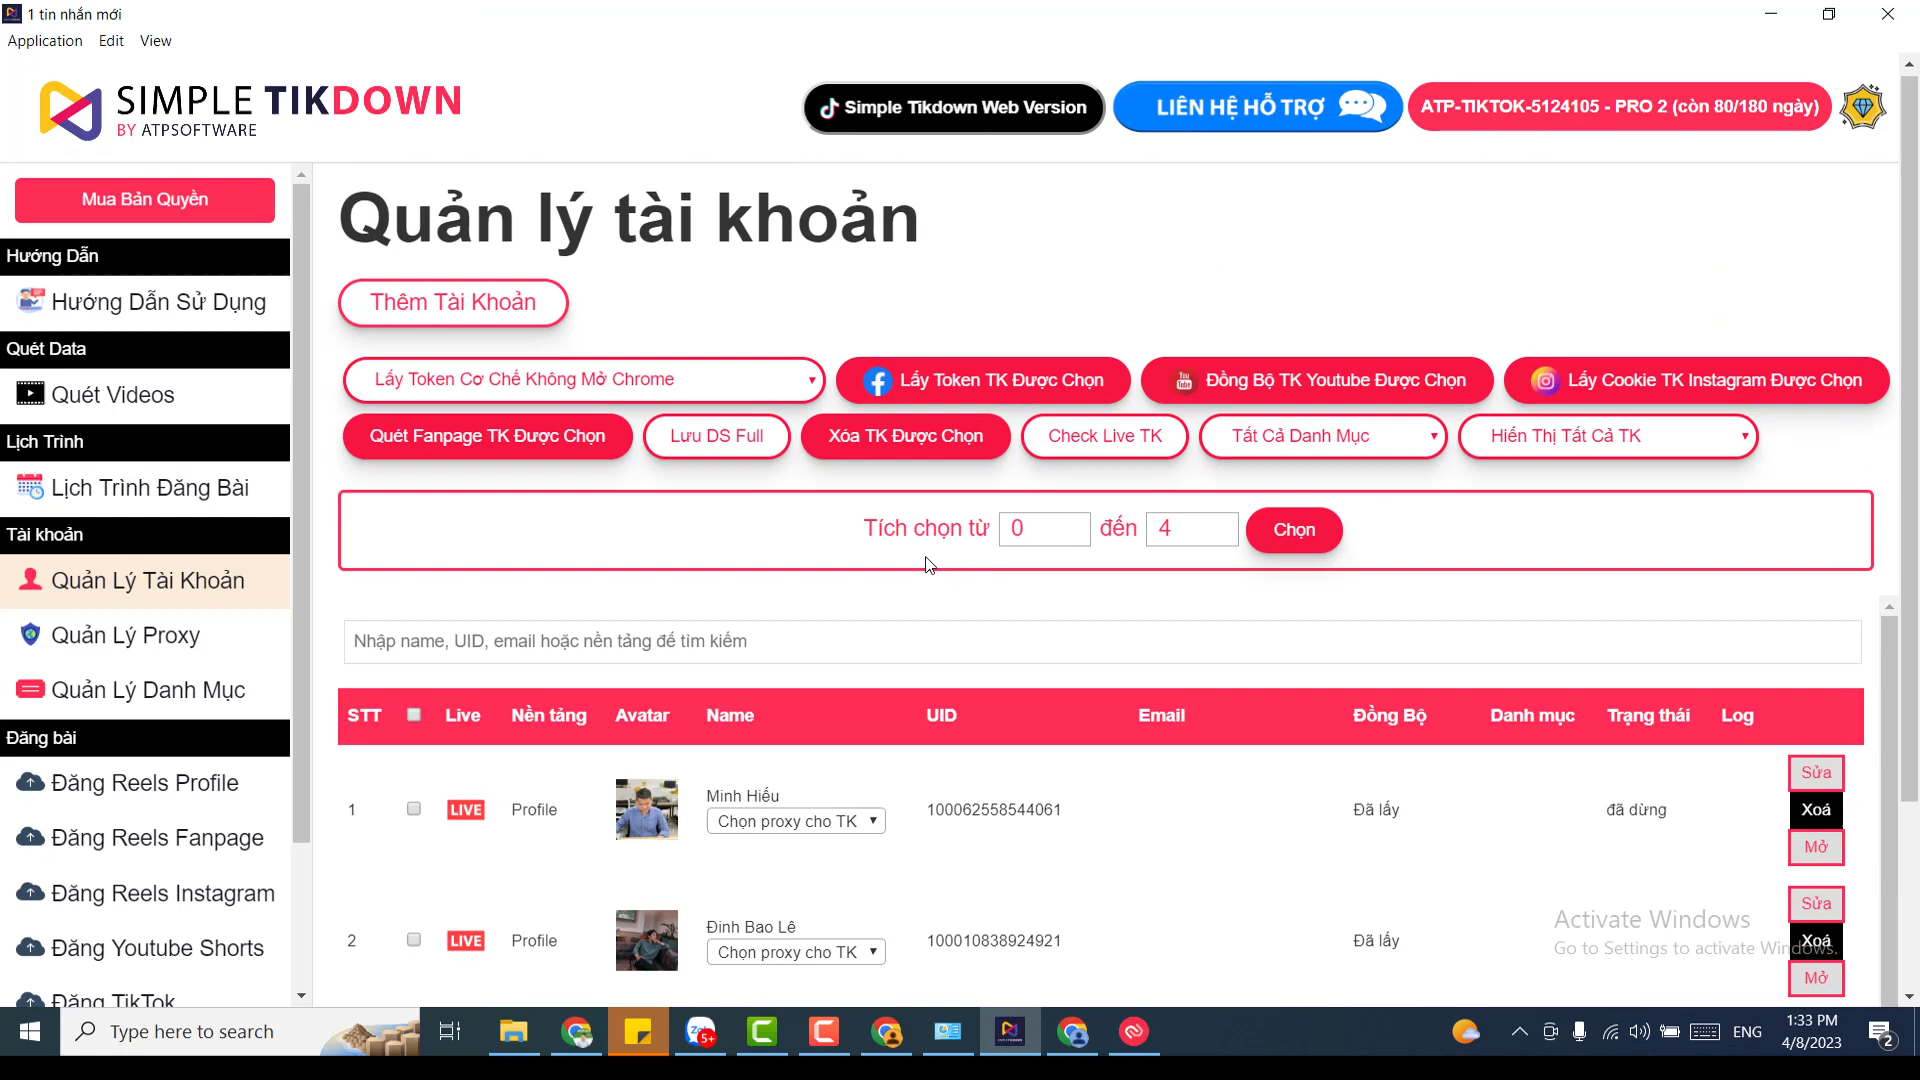 1 tin nhắn mới
Application Edit View
SIMPLE TIKDOWN
BY ATPSOFTWARE
Simple Tikdown Web Version
LIÊN HỆ HỖ TRỢ
ATP-TIKTOK-5124105 - PRO 2 (còn 80/180 ngày)
Mua Bản Quyền
Hướng Dẫn
Hướng Dẫn Sử Dụng
Quét Data
Quét Videos
Lịch Trình
Lịch Trình Đăng Bài
Tài khoản
Quản Lý Tài Khoản
Quản Lý Proxy
Quản Lý Danh Mục
Đăng bài
Đăng Reels Profile
Đăng Reels Fanpage
Đăng Reels Instagram
Đăng Youtube Shorts
Đăng TikTok
Quản lý tài khoản
Thêm Tài Khoản
Lấy Token Cơ Chế Không Mở Chrome
Lấy Token TK Được Chọn
Đồng Bộ TK Youtube Được Chọn
Lấy Cookie TK Instagram Được Chọn
Quét Fanpage TK Được Chọn
Lưu DS Full
Xóa TK Được Chọn
Check Live TK
Tất Cả Danh Mục
Hiển Thị Tất Cả TK
Tích chọn từ 0 đến 4 Chọn
Nhập name, UID, email hoặc nền tảng để tìm kiếm
STT Live Nền tảng Avatar Name UID Email Đồng Bộ Danh mục Trạng thái Log
1 LIVE Profile Minh Hiếu 100062558544061 Đã lấy đã dừng
Chọn proxy cho TK
Sửa
Xoá
Mở
2 LIVE Profile Đinh Bao Lê 100010838924921 Đã lấy
Chọn proxy cho TK
Sửa
Xoá
Mở
Activate Windows
Go to Settings to activate Windows.
Type here to search
5+
ENG
1:33 PM
4/8/2023
2